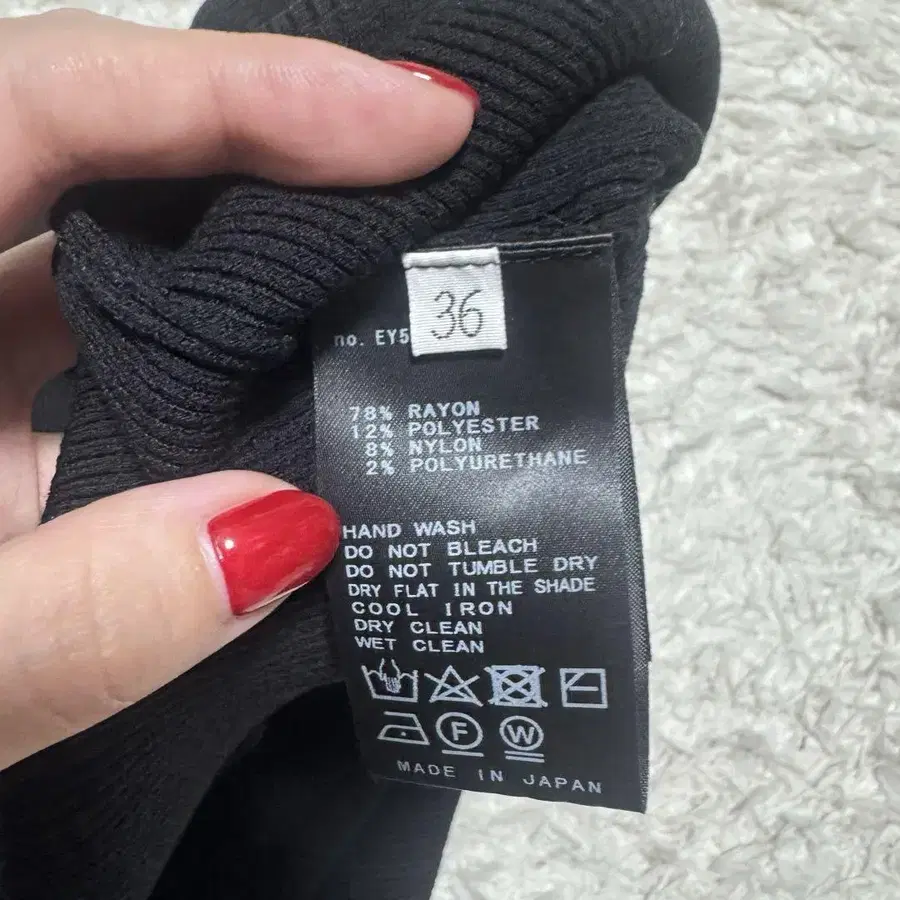 36
no. EY5
78% RAYON
12% POLYESTER
8% NYLON
2% POLYURETHANE
HAND WASH
DO NOT BLEACH
DO NOT TUMBLE DRY
DRY FLAT IN THE SHADE
COOL IRON
DRY CLEAN
WET CLEAN
F W
MADE IN JAPAN